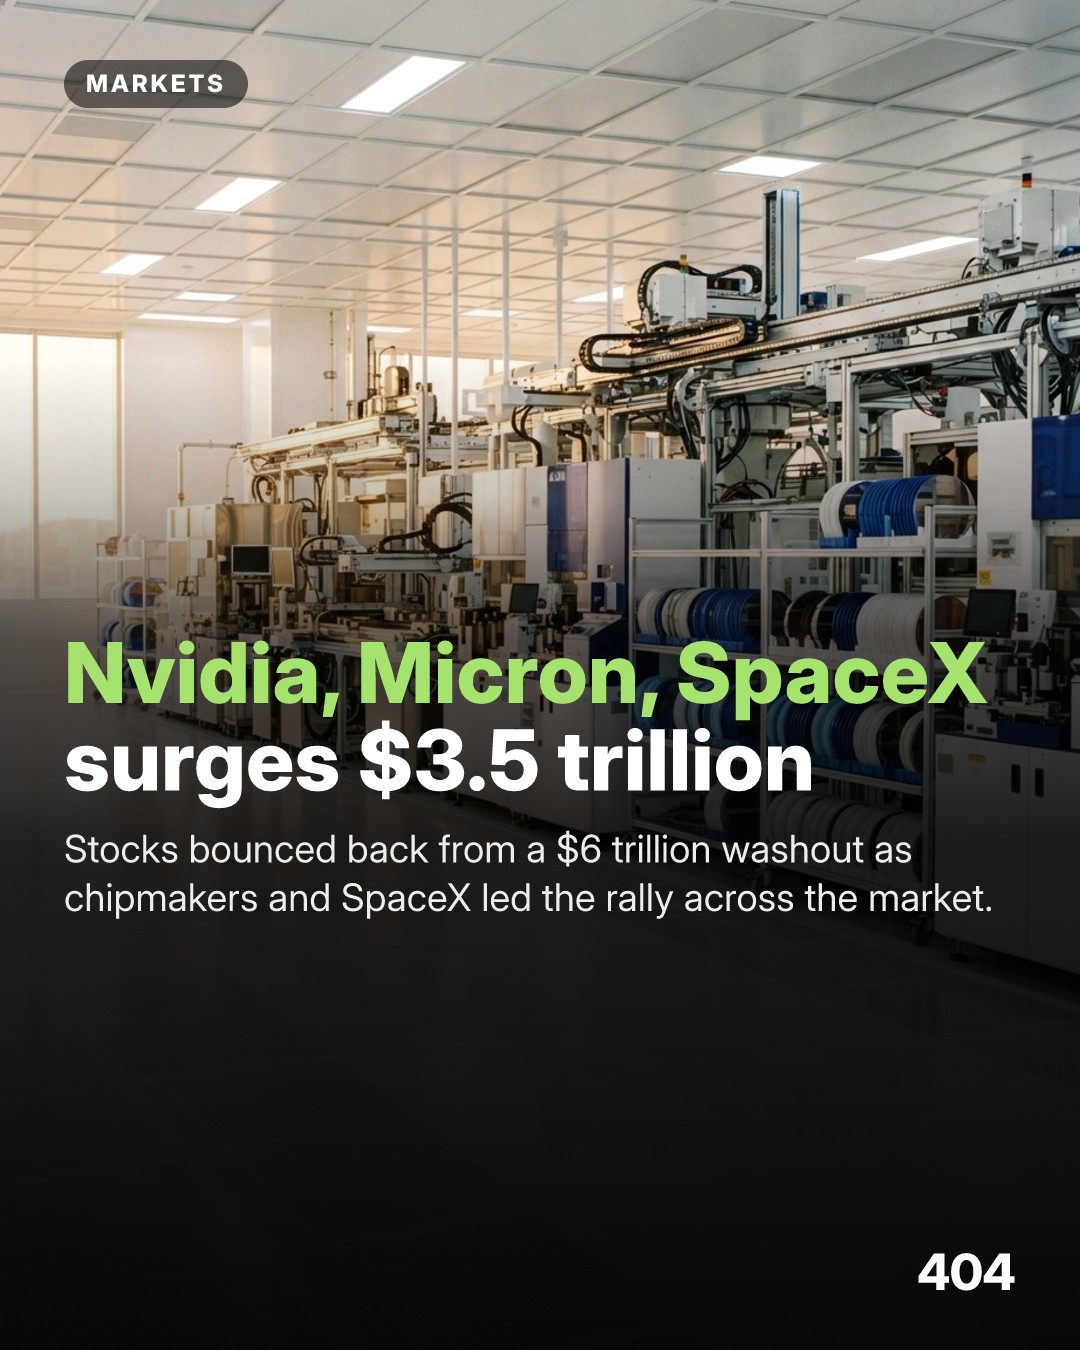 MARKETS
Nvidia, Micron, SpaceX
surges $3.5 trillion
Stocks bounced back from a $6 trillion washout as
chipmakers and SpaceX led the rally across the market.
404